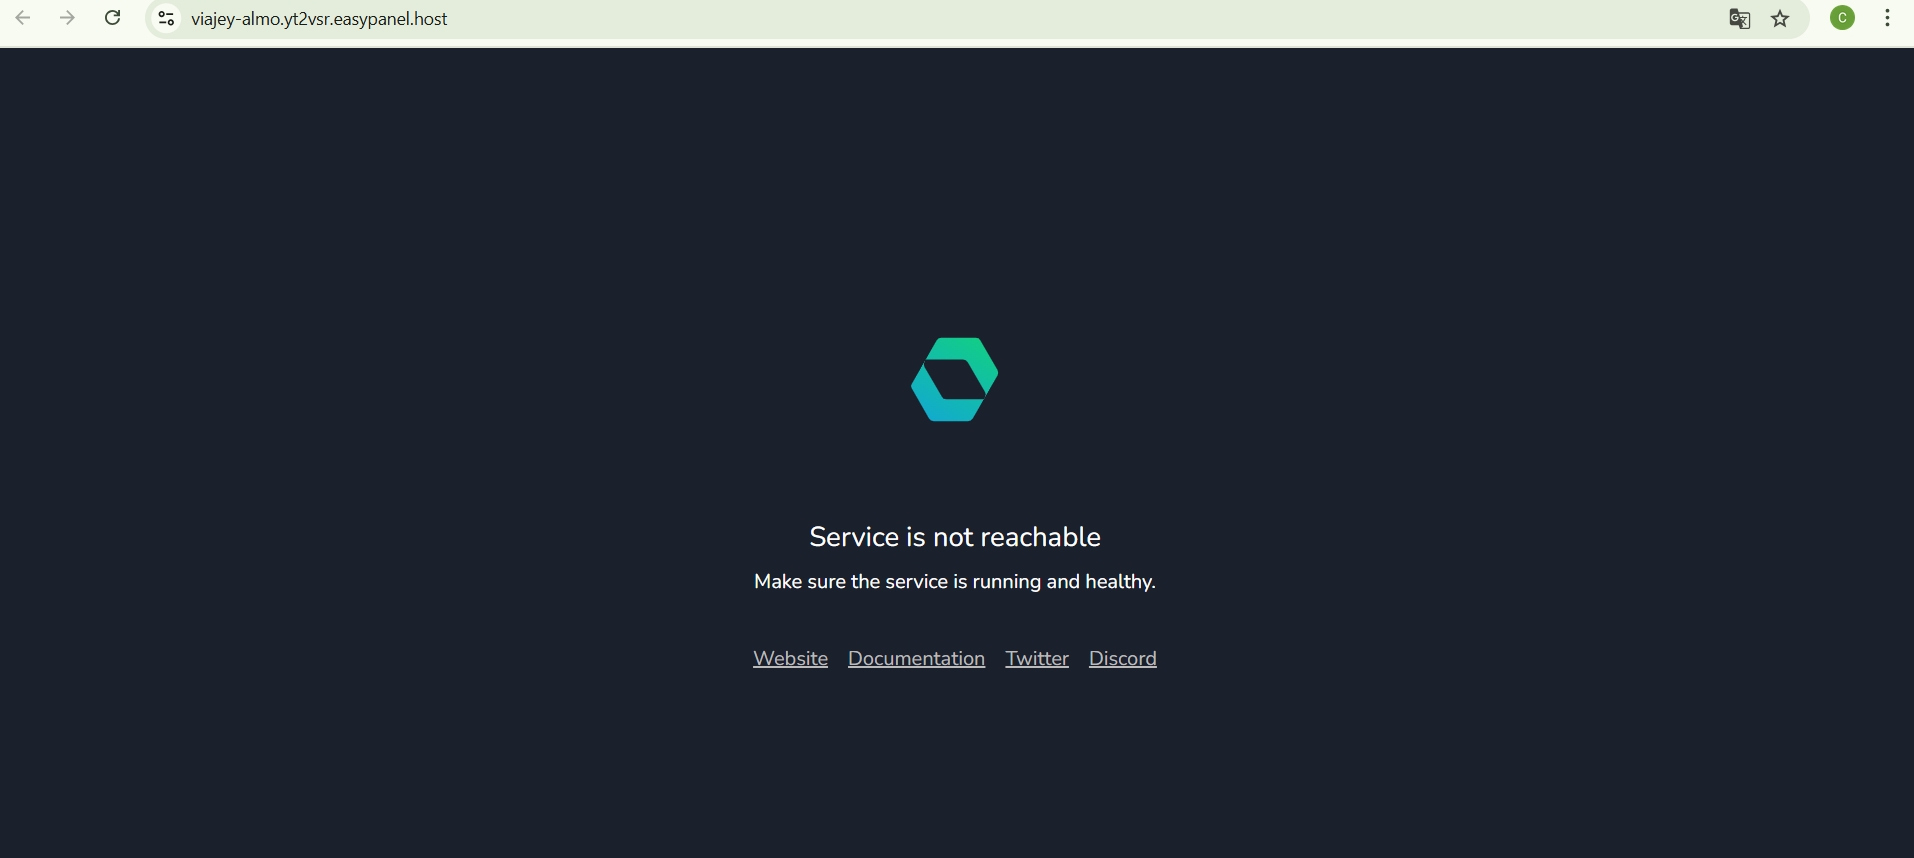 viajey-almo.yt2vsr.easypanel.host
C
Service is not reachable
Make sure the service is running and healthy.
Website Documentation Twitter Discord